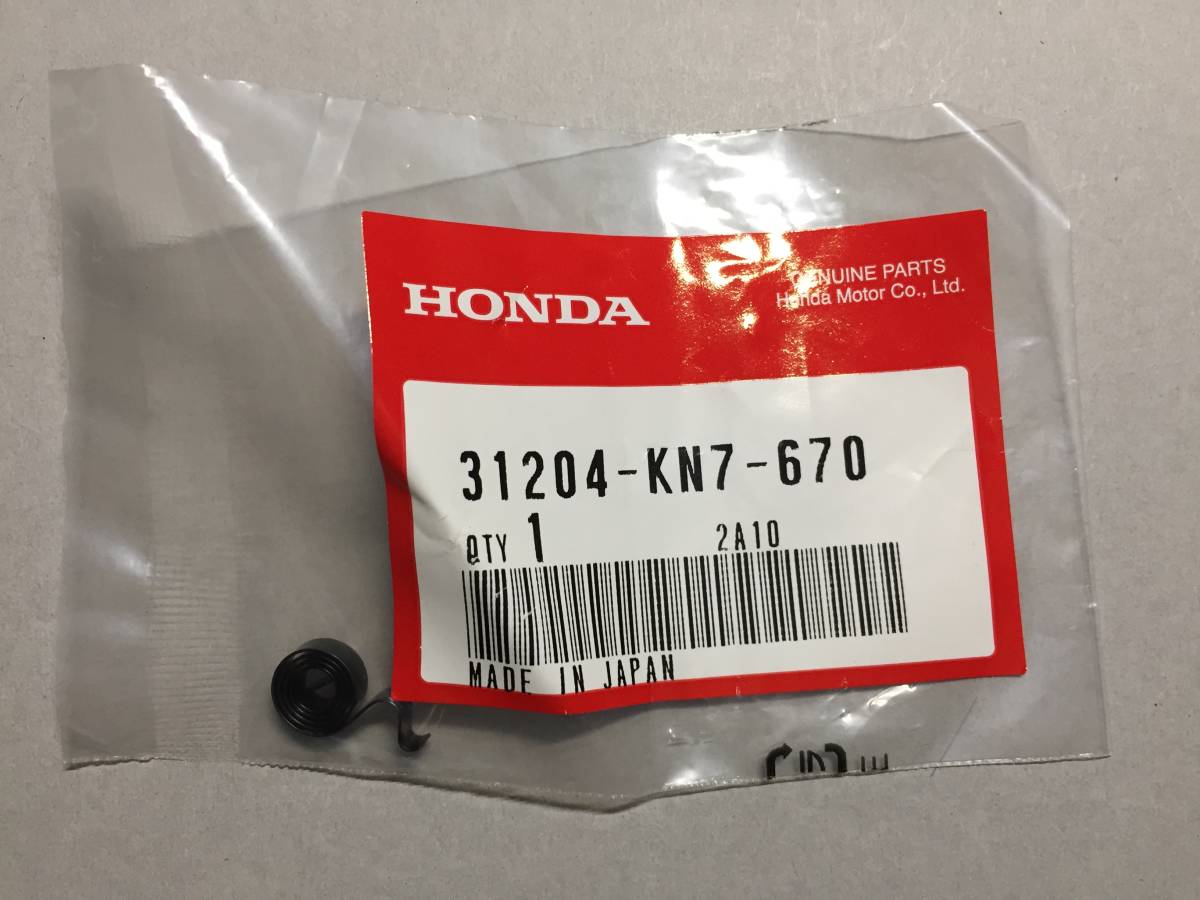 HONDA
GENUINE PARTS
Honda Motor Co., Ltd.
31204-KN7-670
QTY 1 2A10
MADE IN JAPAN